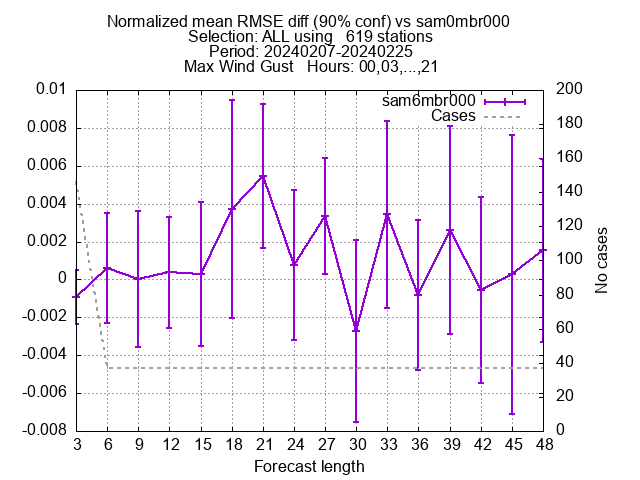 Normalized mean RMSE diff (90% conf) vs sam0mbr000
Selection: ALL using   619 stations
Period: 20240207-20240225
Max Wind Gust   Hours: 00,03,...,21
sam6mbr000
Cases
0.01
0.008
0.006
0.004
0.002
0
-0.002
-0.004
-0.006
-0.008
200
180
160
140
120
100
80
60
40
20
0
No cases
3 6 9 12 15 18 21 24 27 30 33 36 39 42 45 48
Forecast length